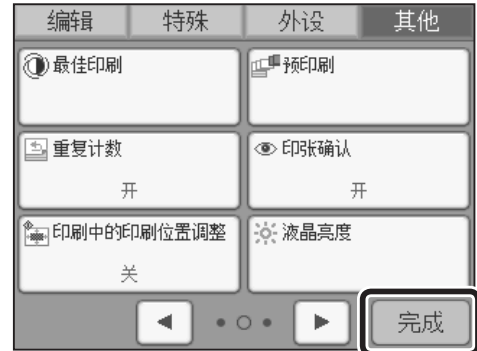 编辑 特殊 外设 其他
最佳印刷 预印刷
重复计数 印张确认
开 开
印刷中的印刷位置调整 液晶亮度
关
完成